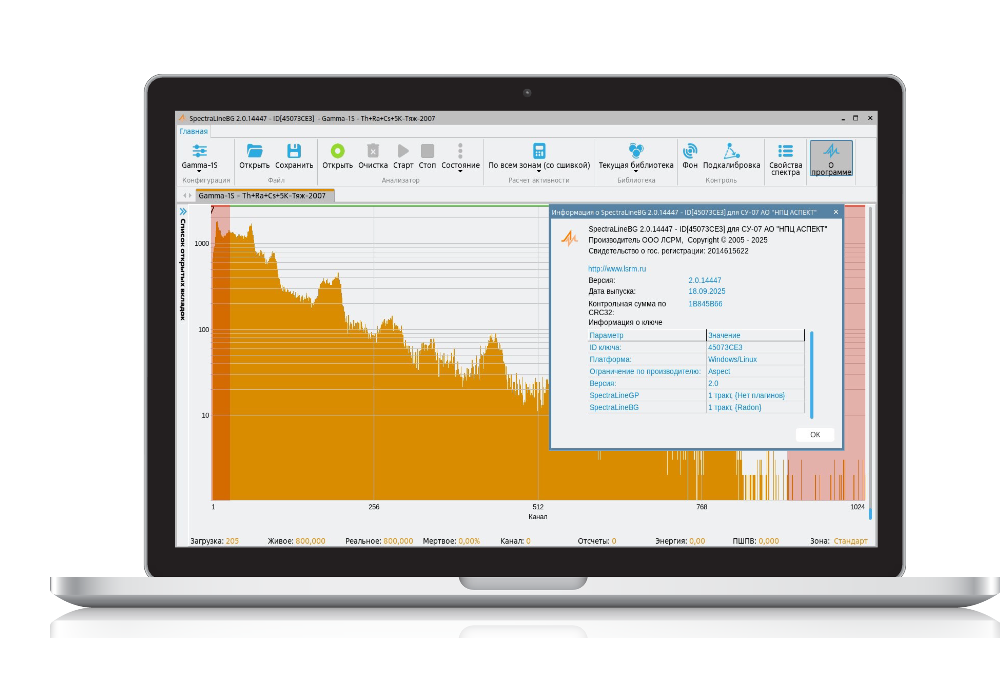 SpectraLineBG 2.0.14447 - ID[45073CE3] - Gamma-1S - Th+Ra+Cs+5K-Тяж-2007
Главная
Gamma-1S
Открыть Сохранить
Открыть Очистка Старт Стоп Состояние
По всем зонам (со сшивкой)
Текущая библиотека
Фон Подкалибровка
Свойства
спектра
О
программе
Конфигурация
Файл
Анализатор
Расчет активности
Библиотека
Контроль
Gamma-1S - Th+Ra+Cs+5K-Тяж-2007
Список открытых вкладок
1000
100
10
1 256 512 768 1024
Канал
Информация о SpectraLineBG 2.0.14447 - ID[45073CE3] для СУ-07 АО "НПЦ АСПЕКТ"
SpectraLineBG 2.0.14447 - ID[45073CE3] для СУ-07 АО "НПЦ АСПЕКТ"
Производитель ООО ЛСРМ, Copyright © 2005 - 2025
Свидетельство о гос. регистрации: 2014615622
http://www.lsrm.ru
Версия: 2.0.14447
Дата выпуска: 18.09.2025
Контрольная сумма по 1B845B66
CRC32:
Информация о ключе
Параметр Значение
ID ключа: 45073CE3
Платформа: Windows/Linux
Ограничение по производителю: Aspect
Версия: 2.0
SpectraLineGP 1 тракт, {Нет плагинов}
SpectraLineBG 1 тракт, {Radon}
ОК
Загрузка: 205 Живое: 800,000 Реальное: 800,000 Мертвое: 0,00% Канал: 0 Отсчеты: 0 Энергия: 0,00 ПШПВ: 0,000 Зона: Стандарт